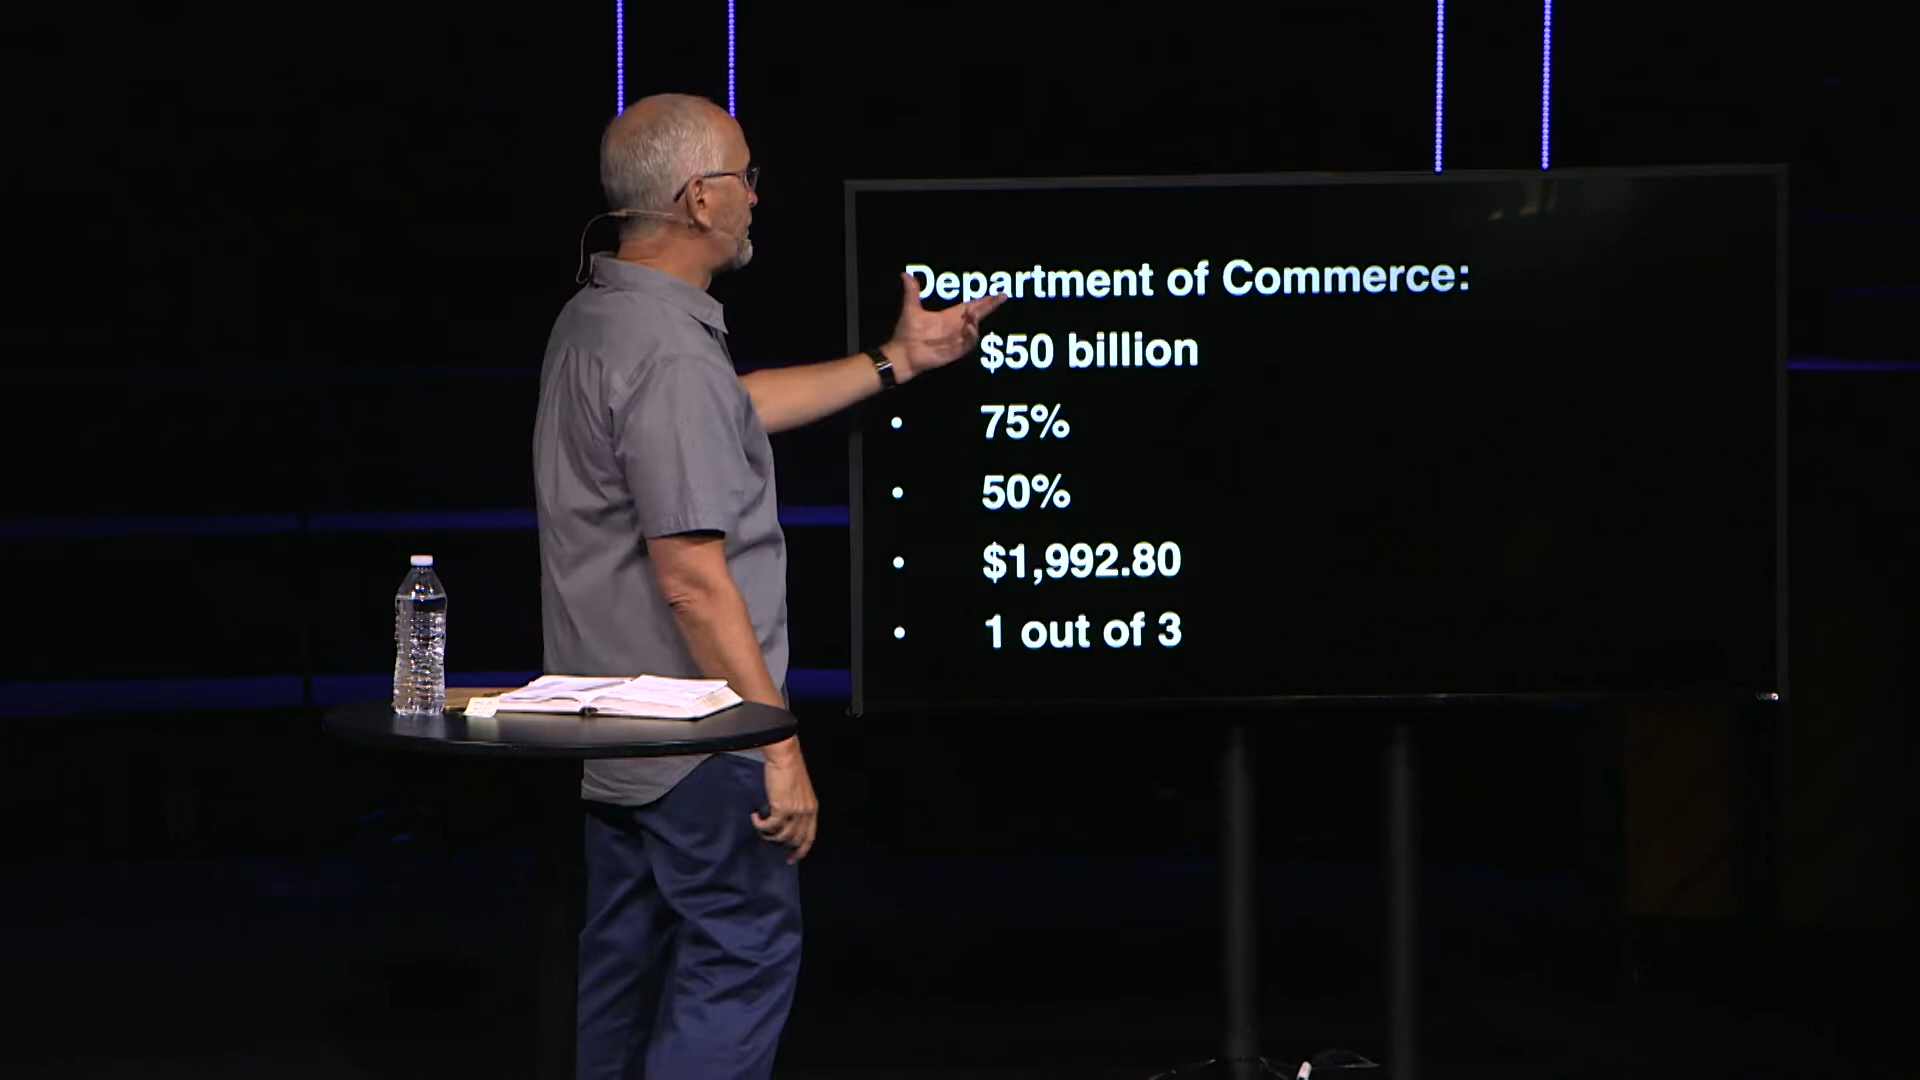 Department of Commerce:
$50 billion
• 75%
• 50%
• $1,992.80
• 1 out of 3